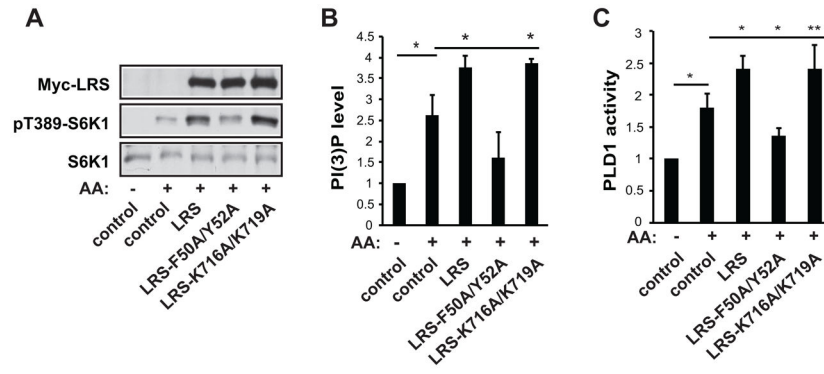 A
Myc-LRS
pT389-S6K1
S6K1
AA: - + + + +
control
control
LRS
LRS-F50A/Y52A
LRS-K716A/K719A
B
PI(3)P level
4.5
4
3.5
3
2.5
2
1.5
1
0.5
0
* * *
AA: - + + + +
control
control
LRS
LRS-F50A/Y52A
LRS-K716A/K719A
C
PLD1 activity
3
2.5
2
1.5
1
0.5
0
* * * **
AA: - + + + +
control
control
LRS
LRS-F50A/Y52A
LRS-K716A/K719A